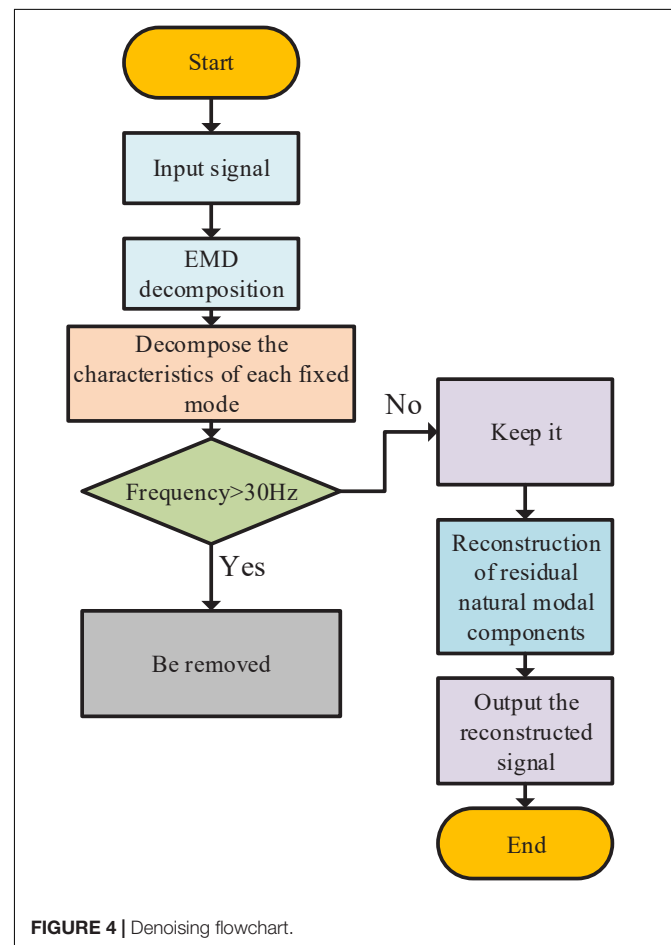 Start
Input signal
EMD
decomposition
Decompose the
characteristics of each fixed
mode
Frequency>30Hz
Yes
Be removed
No
Keep it
Reconstruction
of residual
natural modal
components
Output the
reconstructed
signal
End
FIGURE 4 | Denoising flowchart.